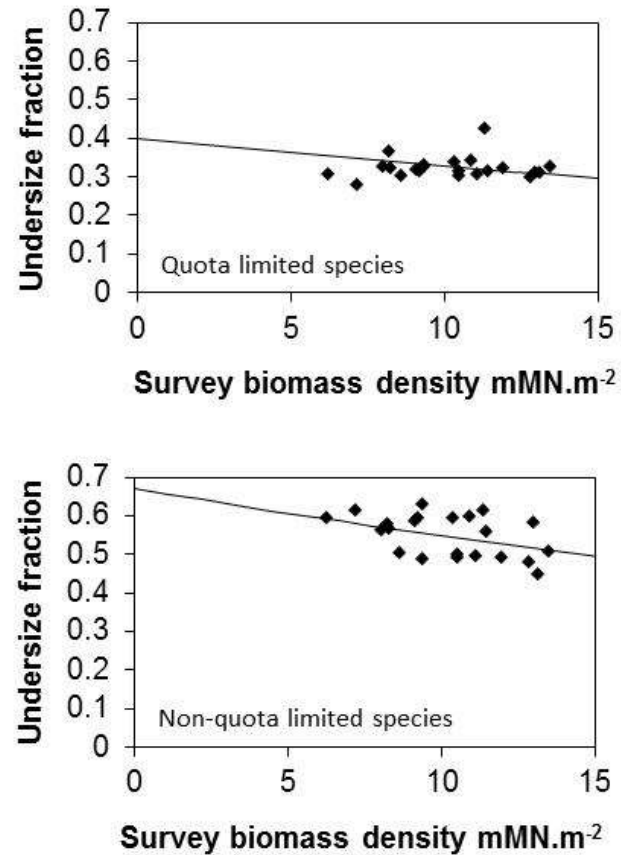 0.7
0.6
0.5
0.4
0.3
0.2
0.1
0
Undersize fraction
Quota limited species
0 5 10 15
Survey biomass density mMN.m-2
0.7
0.6
0.5
0.4
0.3
0.2
0.1
0
Undersize fraction
Non-quota limited species
0 5 10 15
Survey biomass density mMN.m-2